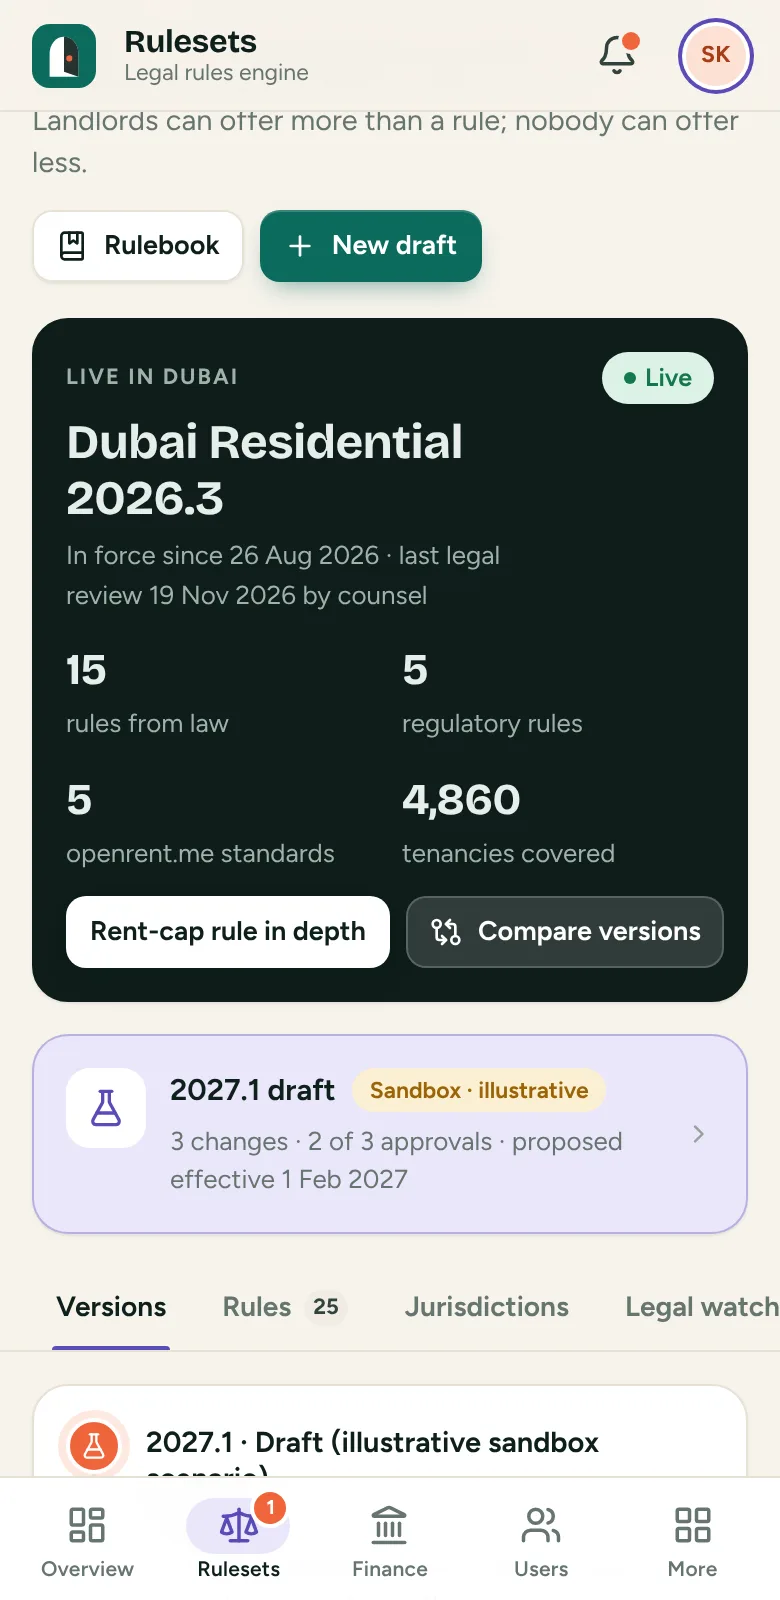 Rulesets
Legal rules engine
SK
Landlords can offer more than a rule; nobody can offer
less.
Rulebook
New draft
LIVE IN DUBAI
Live
Dubai Residential
2026.3
In force since 26 Aug 2026 · last legal
review 19 Nov 2026 by counsel
15
5
rules from law
regulatory rules
5
4,860
openrent.me standards
tenancies covered
Rent-cap rule in depth
Compare versions
2027.1 draft
Sandbox · illustrative
3 changes · 2 of 3 approvals · proposed
effective 1 Feb 2027
Versions
Rules 25
Jurisdictions
Legal watch
2027.1 · Draft (illustrative sandbox
scenario)
1
Overview
Rulesets
Finance
Users
More